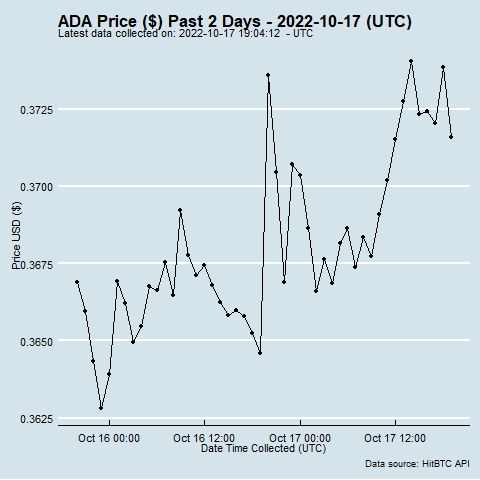 ADA Price ($) Past 2 Days - 2022-10-17 (UTC)
Latest data collected on: 2022-10-17 19:04:12 - UTC
0.3725
0.3700
0.3675
0.3650
0.3625
Price USD ($)
Oct 16 00:00 Oct 16 12:00 Oct 17 00:00 Oct 17 12:00
Date Time Collected (UTC)
Data source: HitBTC API